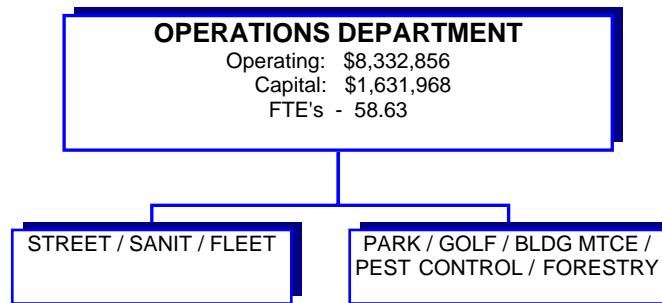 OPERATIONS DEPARTMENT
Operating: $8,332,856
Capital: $1,631,968
FTE's - 58.63
STREET / SANIT / FLEET
PARK / GOLF / BLDG MTCE /
PEST CONTROL / FORESTRY